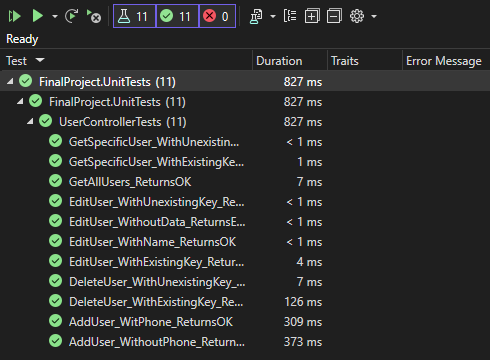 11 11 0
Ready
Test Duration Traits Error Message
FinalProject.UnitTests (11) 827 ms
FinalProject.UnitTests (11) 827 ms
UserControllerTests (11) 827 ms
GetSpecificUser_WithUnexistin... < 1 ms
GetSpecificUser_WithExistingKe... 1 ms
GetAllUsers_ReturnsOK 7 ms
EditUser_WithUnexistingKey_Re... < 1 ms
EditUser_WithoutData_ReturnsE... < 1 ms
EditUser_WithName_ReturnsOK < 1 ms
EditUser_WithExistingKey_Retur... 4 ms
DeleteUser_WithUnexistingKey_... 7 ms
DeleteUser_WithExistingKey_Re... 126 ms
AddUser_WitPhone_ReturnsOK 309 ms
AddUser_WithoutPhone_Return... 373 ms